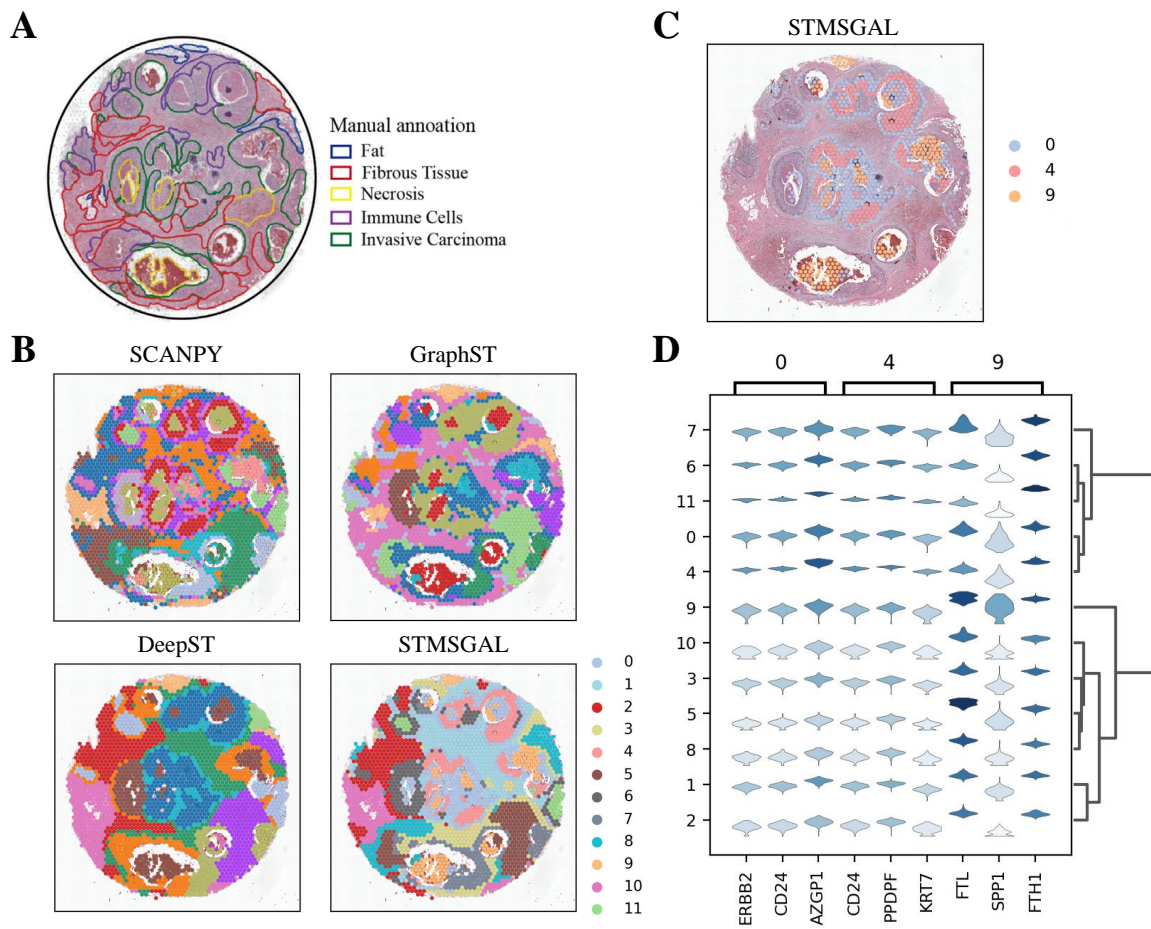 A
Manual annoation
Fat
Fibrous Tissue
Necrosis
Immune Cells
Invasive Carcinoma
C
STMSGAL
0
4
9
B
SCANPY
GraphST
DeepST
STMSGAL
0
1
2
3
4
5
6
7
8
9
10
11
D
0 4 9
7
6
11
0
4
9
10
3
5
8
1
2
ERBB2
CD24
AZGP1
CD24
PPDPF
KRT7
FTL
SPP1
FTH1